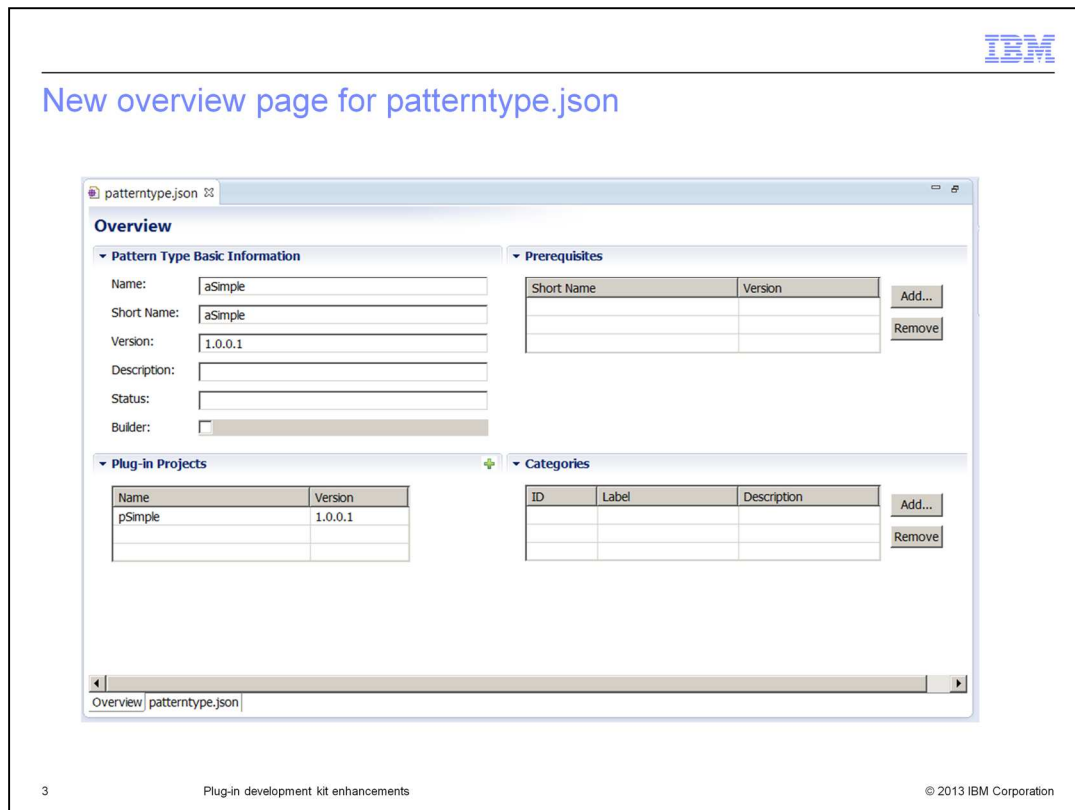 IBM
New overview page for patterntype.json
patterntype.json
Overview
Pattern Type Basic Information
Name: aSimple
Short Name: aSimple
Version: 1.0.0.1
Description:
Status:
Builder:
Prerequisites
Short Name Version
Add...
Remove
Plug-in Projects
Name Version
pSimple 1.0.0.1
Categories
ID Label Description
Add...
Remove
Overview patterntype.json
3 Plug-in development kit enhancements © 2013 IBM Corporation